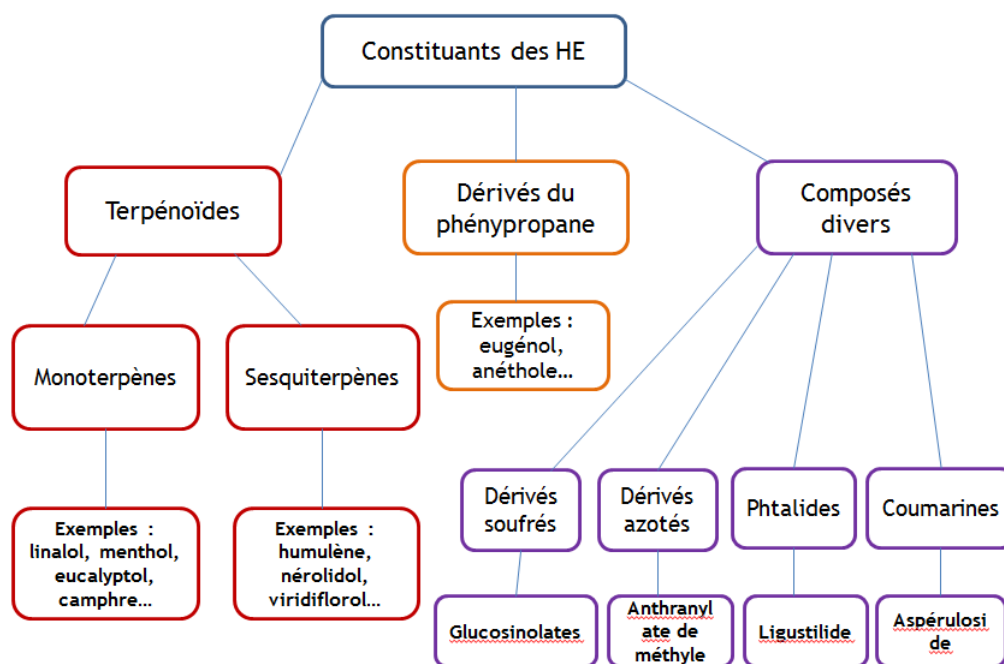 Constituants des HE
Terpénoïdes
Dérivés du
phénypropane
Composés
divers
Monoterpènes
Sesquiterpènes
Exemples :
eugénol,
anéthole…
Exemples :
linalol, menthol,
eucalyptol,
camphre…
Exemples :
humulène,
nérolidol,
viridiflorol…
Dérivés
soufrés
Dérivés
azotés
Phtalides
Coumarines
Glucosinolates
Anthranyl
ate de
méthyle
Ligustilide
Aspérulosi
de